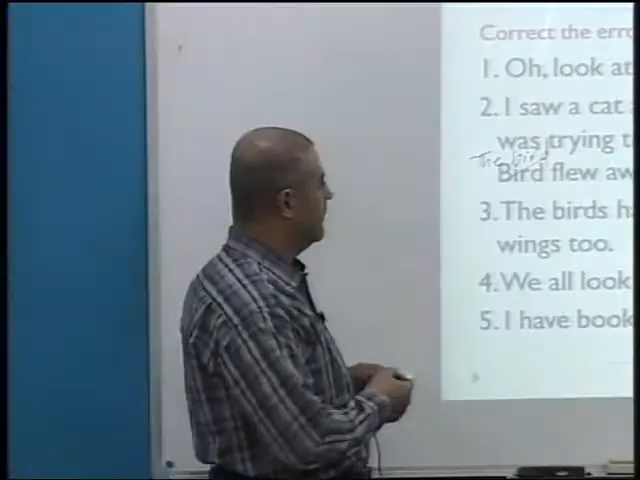 Correct the erro
1. Oh, look at
2. I saw a cat
was trying t
The bird
Bird flew aw
3. The birds h
wings too.
4. We all look
5. I have book